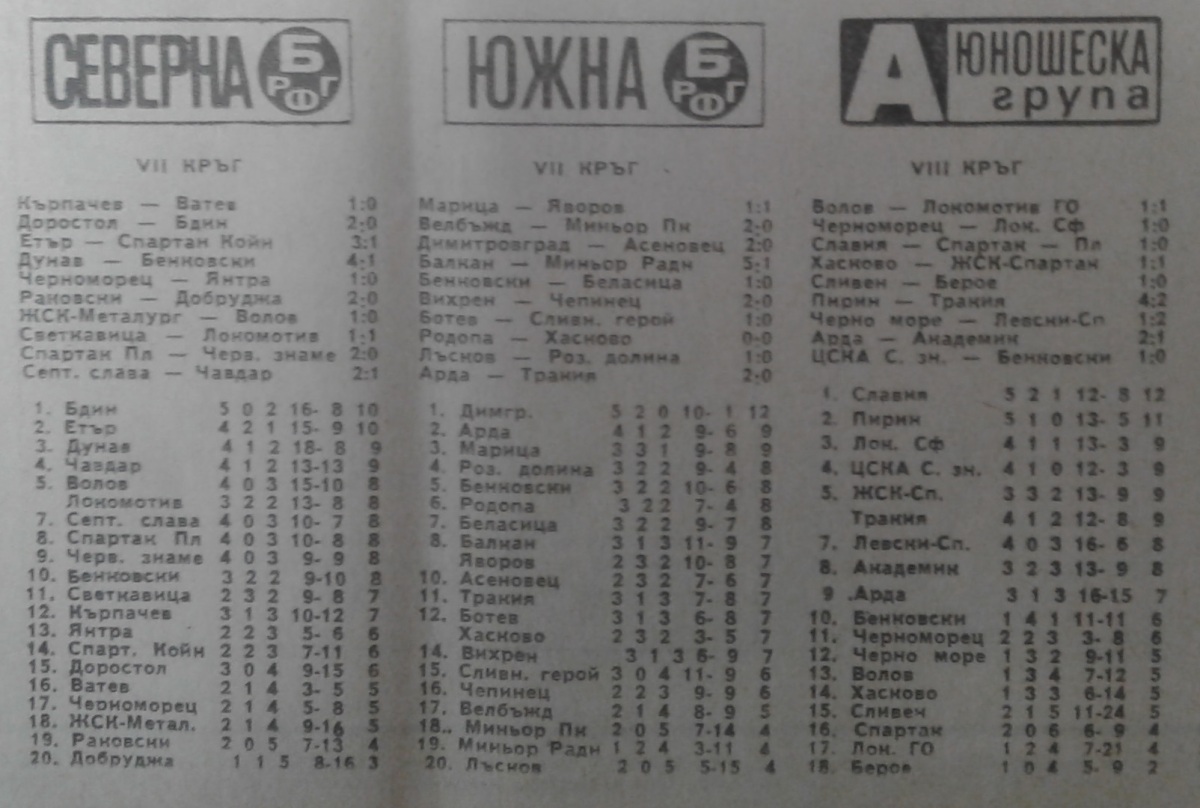 СЕВЕРНА Б РФГ
VII КРЪГ
Кърпачев — Ватев 1:0
Доростол — Бдин 2:0
Етър — Спартан Койн 3:1
Дунав — Бенковски 4:1
Черноморец — Янтра 1:0
Раковски — Добруджа 2:0
ЖСК-Металург — Волов 1:0
Светкавица — Локомотив 1:1
Спартак Пл — Черв. знаме 2:0
Септ. слава — Чавдар 2:1
1. Бдин 5 0 2 16- 8 10
2. Етър 4 2 1 15- 9 10
3. Дунав 4 1 2 18- 8 9
4. Чавдар 4 1 2 13-13 9
5. Волов 4 0 3 15-10 8
Локомотив 3 2 2 13- 8 8
7. Септ. слава 4 0 3 10- 7 8
8. Спартак Пл 4 0 3 10- 8 8
9. Черв. знаме 4 0 3 9- 9 8
10. Бенковски 3 2 2 9-10 8
11. Светкавица 2 3 2 9- 8 7
12. Кърпачев 3 1 3 10-12 7
13. Янтра 2 2 3 5- 6 6
14. Спарт. Койн 2 2 3 7-11 6
15. Доростол 3 0 4 9-15 6
16. Ватев 2 1 4 3- 5 5
17. Черноморец 2 1 4 5- 8 5
18. ЖСК-Метал. 2 1 4 9-16 5
19. Раковски 2 0 5 7-13 4
20. Добруджа 1 1 5 8-16 3
ЮЖНА Б РФГ
VII КРЪГ
Марица — Яворов 1:1
Велбъжд — Миньор Пк 2:0
Димитровград — Асеновец 2:0
Балкан — Миньор Радн 5:1
Бенковски — Беласица 1:0
Вихрен — Чепинец 2:0
Ботев — Сливн. герой 1:0
Родопа — Хасково 0-0
Лъсков — Роз. долина 1:0
Арда — Тракия 2:0
1. Димгр. 5 2 0 10- 1 12
2. Арда 4 1 2 9- 6 9
3. Марица 3 3 1 9- 8 9
4. Роз. долина 3 2 2 9- 4 8
5. Бенковски 3 2 2 10- 6 8
6. Родопа 3 2 2 7- 4 8
7. Беласица 3 2 2 9- 7 8
8. Балкан 3 1 3 11- 9 7
Яворов 2 3 2 10- 8 7
10. Асеновец 2 3 2 7- 6 7
11. Тракия 3 1 3 7- 8 7
12. Ботев 3 1 3 6- 8 7
Хасково 2 3 2 3- 5 7
14. Вихрен 3 1 3 6- 9 7
15. Сливн. герой 3 0 4 11- 9 6
16. Чепинец 2 2 3 9- 9 6
17. Велбъжд 2 1 4 8- 9 5
18.. Миньор Пк 2 0 5 7-14 4
19. Миньор Радн 1 2 4 3-11 4
20. Лъсков 2 0 5 5-15 4
А ЮНОШЕСКА група
VIII КРЪГ
Волов — Локомотив ГО 1:1
Черноморец — Лок. Сф 1:0
Славия — Спартак — Пл 1:0
Хасково — ЖСК-Спартак 1:1
Сливен — Берое 1:0
Пирин — Тракия 4:2
Черно море — Левски-Сп 1:2
Арда — Академик 2:1
ЦСКА С. зн. — Бенковски 1:0
1. Славия 5 2 1 12- 8 12
2. Пирин 5 1 0 13- 5 11
3. Лок. Сф 4 1 1 13- 3 9
4. ЦСКА С. зн. 4 1 0 12- 3 9
5. ЖСК-Сп. 3 3 2 13- 9 9
Тракия 4 1 2 12- 8 9
7. Левски-Сп. 4 0 3 16- 6 8
8. Академик 3 2 3 13- 9 8
9 .Арда 3 1 3 16-15 7
10. Бенковски 1 4 1 11-11 6
11. Черноморец 2 2 3 3- 8 6
12. Черно море 1 3 2 9-11 5
13. Волов 1 3 4 7-12 5
14. Хасково 1 3 3 6-14 5
15. Сливен 2 1 5 11-24 5
16. Спартак 2 0 6 6- 9 4
17. Лок. ГО 1 2 4 7-21 4
18. Берое 1 0 4 5- 9 2